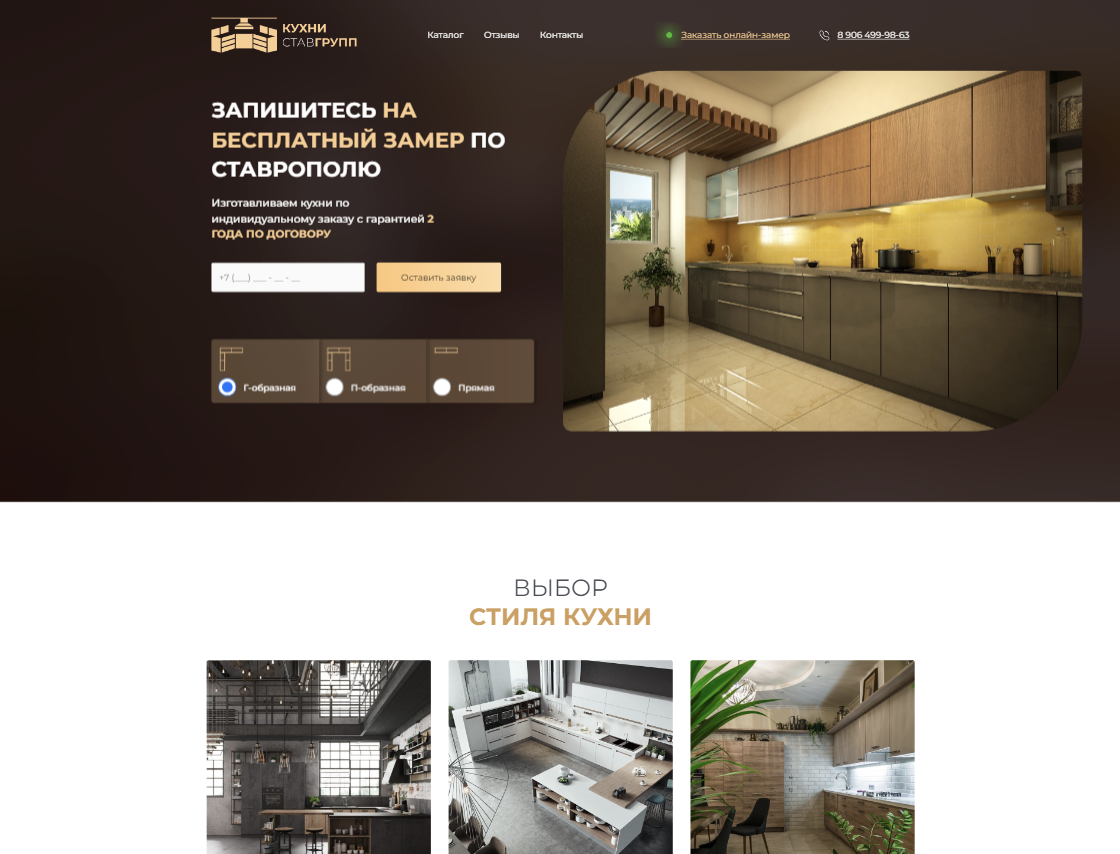 КУХНИ
СТАВГРУПП
Каталог
Отзывы
Контакты
Заказать онлайн-замер
8 906 499-98-63
ЗАПИШИТЕСЬ НА
БЕСПЛАТНЫЙ ЗАМЕР ПО
СТАВРОПОЛЮ
Изготавливаем кухни по
индивидуальному заказу с гарантией 2
ГОДА ПО ДОГОВОРУ
+7 (___) ___ - __ - __
Оставить заявку
Г-образная
П-образная
Прямая
ВЫБОР
СТИЛЯ КУХНИ